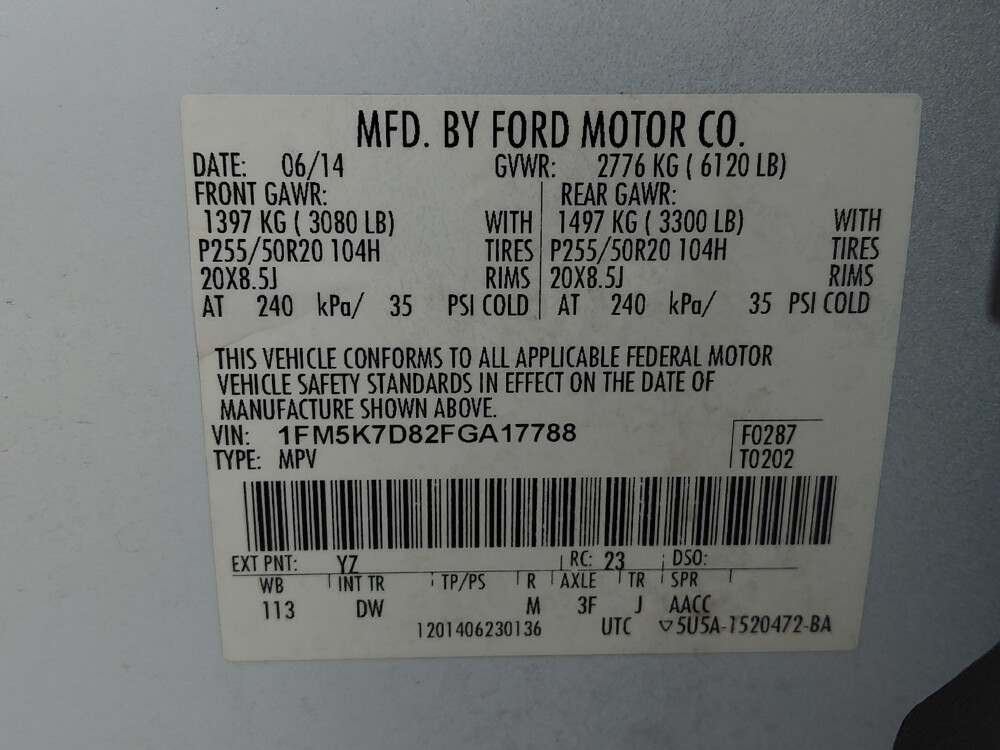 MFD. BY FORD MOTOR CO.
DATE: 06/14 GVWR: 2776 KG ( 6120 LB)
FRONT GAWR: REAR GAWR:
1397 KG ( 3080 LB) WITH 1497 KG ( 3300 LB) WITH
P255/50R20 104H TIRES P255/50R20 104H TIRES
20X8.5J RIMS 20X8.5J RIMS
AT 240 kPa/ 35 PSI COLD AT 240 kPa/ 35 PSI COLD
THIS VEHICLE CONFORMS TO ALL APPLICABLE FEDERAL MOTOR
VEHICLE SAFETY STANDARDS IN EFFECT ON THE DATE OF
MANUFACTURE SHOWN ABOVE.
VIN: 1FM5K7D82FGA17788 F0287
TYPE: MPV T0202
EXT PNT: YZ RC: 23 DSO:
WB INT TR TP/PS R AXLE TR SPR
113 DW M 3F J AACC
1201406230136 UTC ▽5U5A-1520472-BA